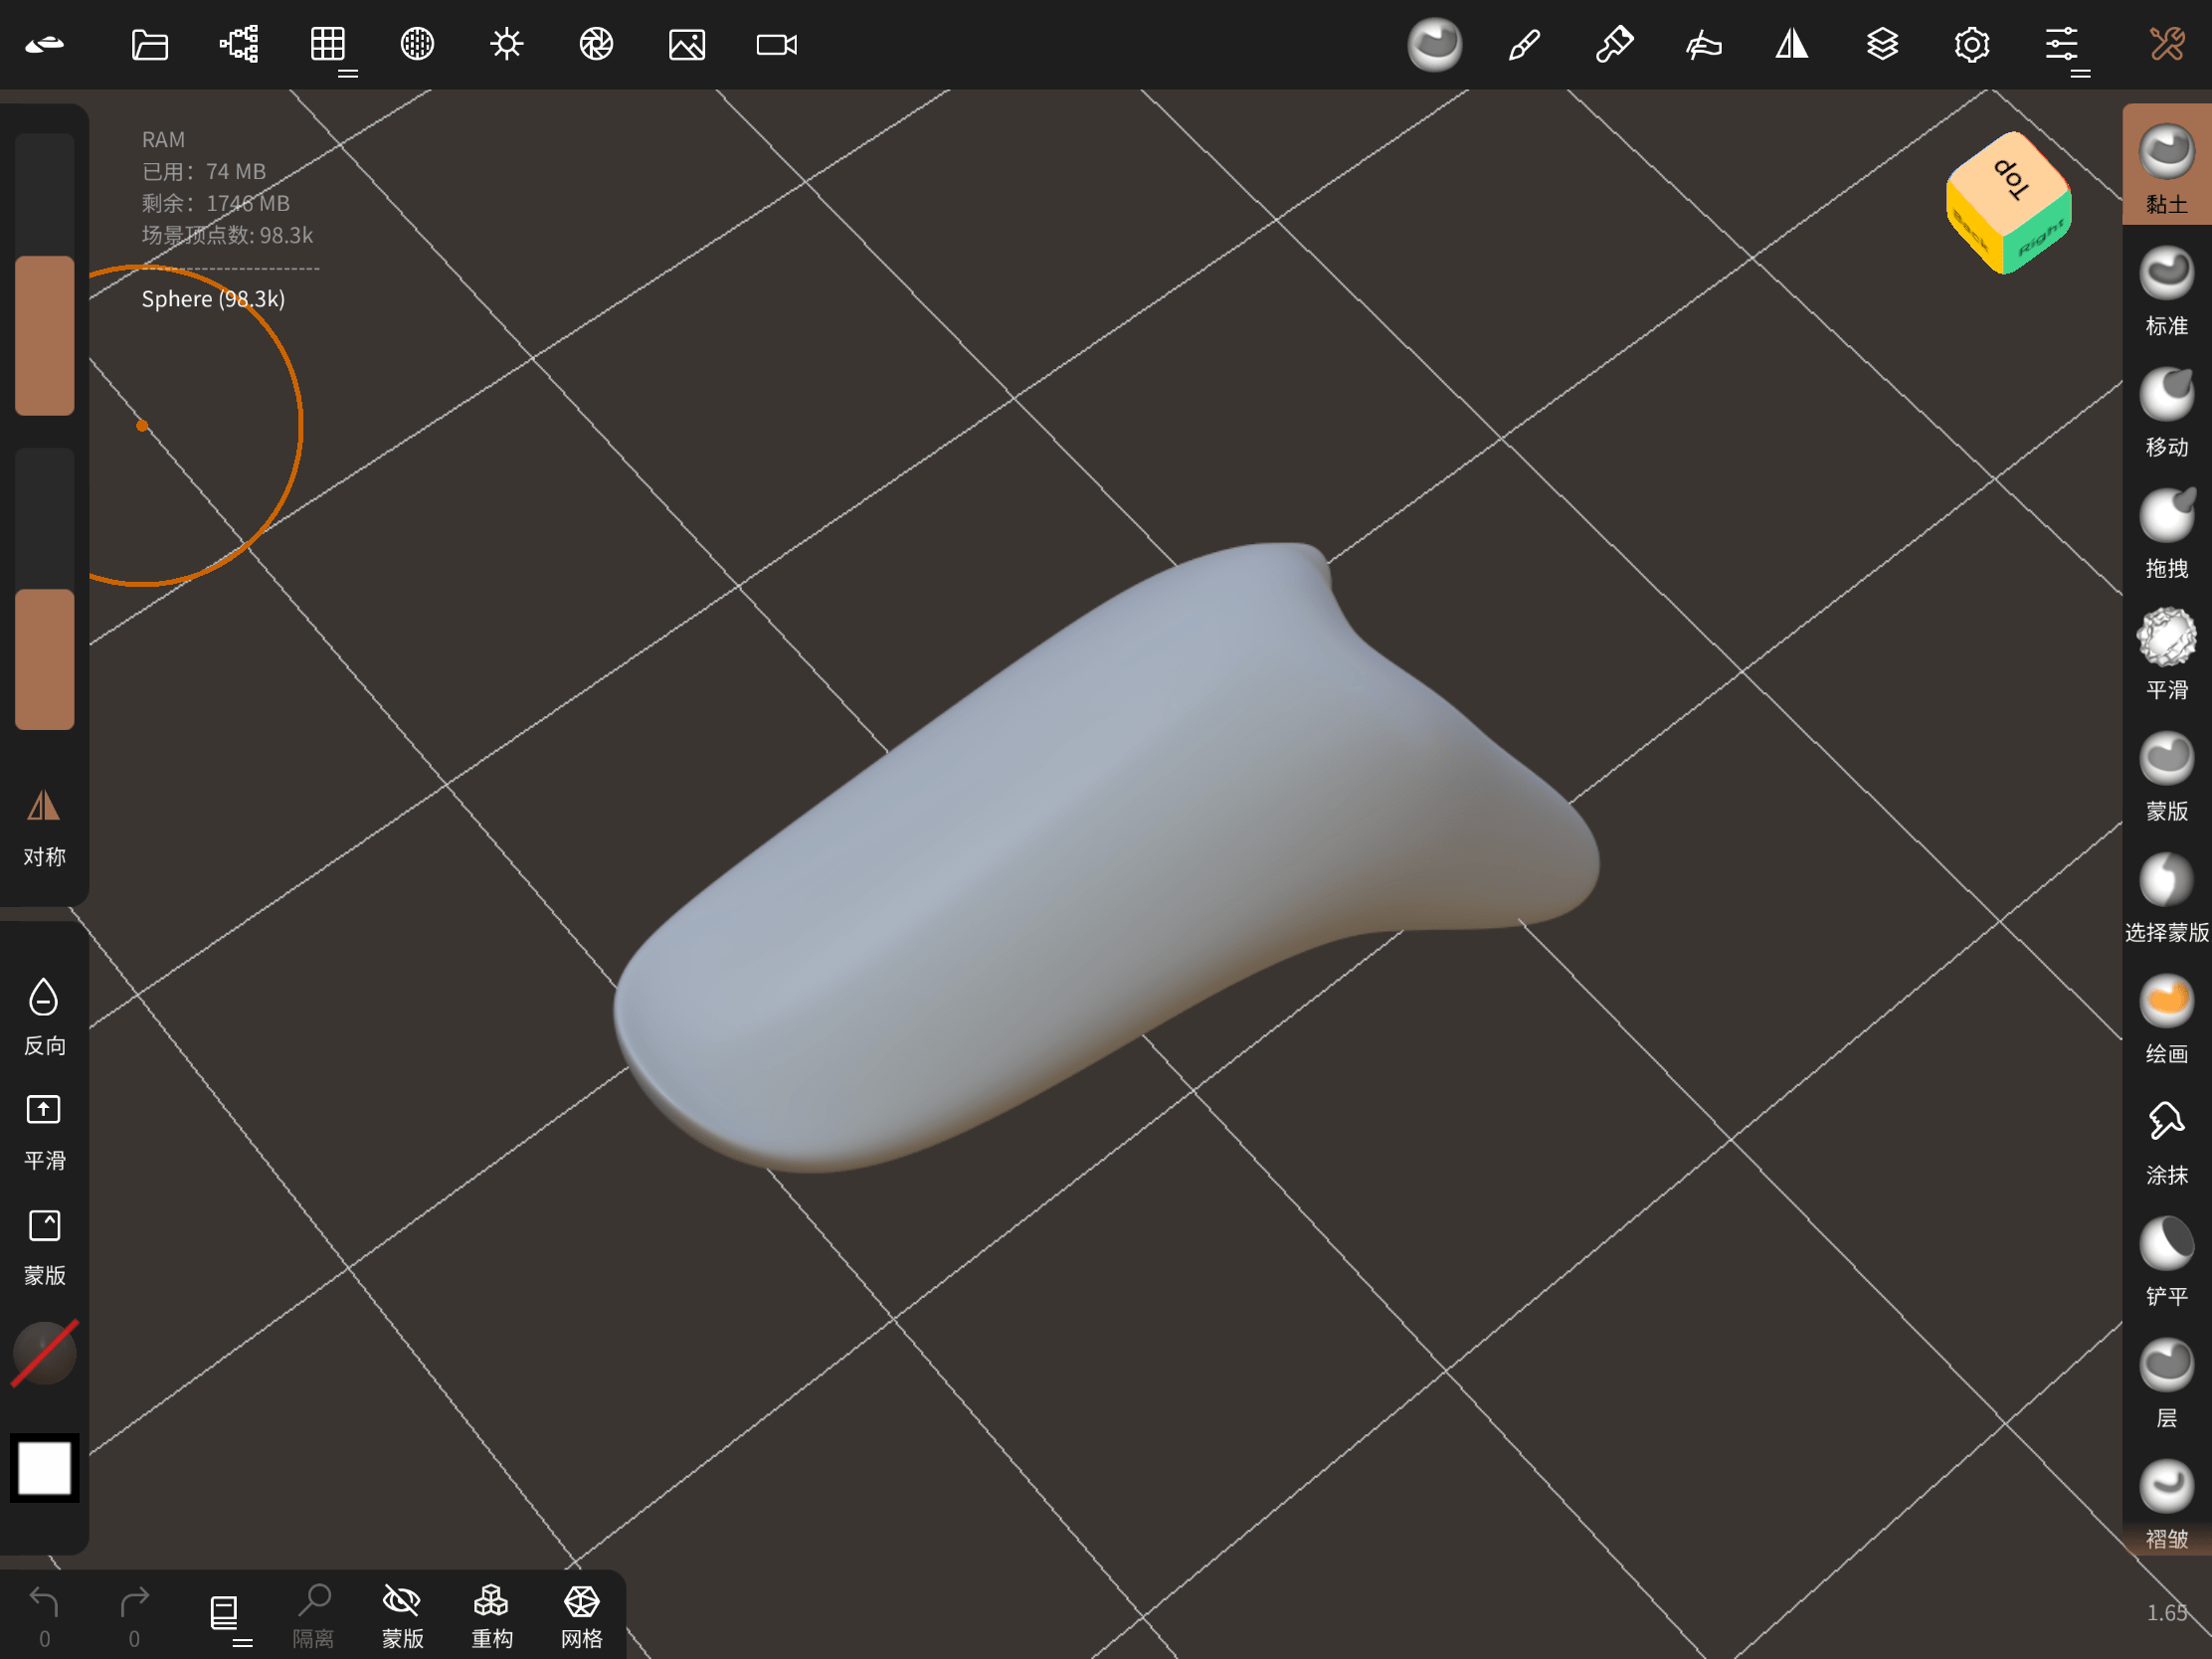 RAM
已用: 74 MB
剩余: 1746 MB
场景顶点数: 98.3k
--------------------------
Sphere (98.3k)
Top
Back
Right
对称
反向
平滑
蒙版
黏土
标准
移动
拖拽
平滑
蒙版
选择蒙版
绘画
涂抹
铲平
层
褶皱
0
0
隔离
蒙版
重构
网格
1.65